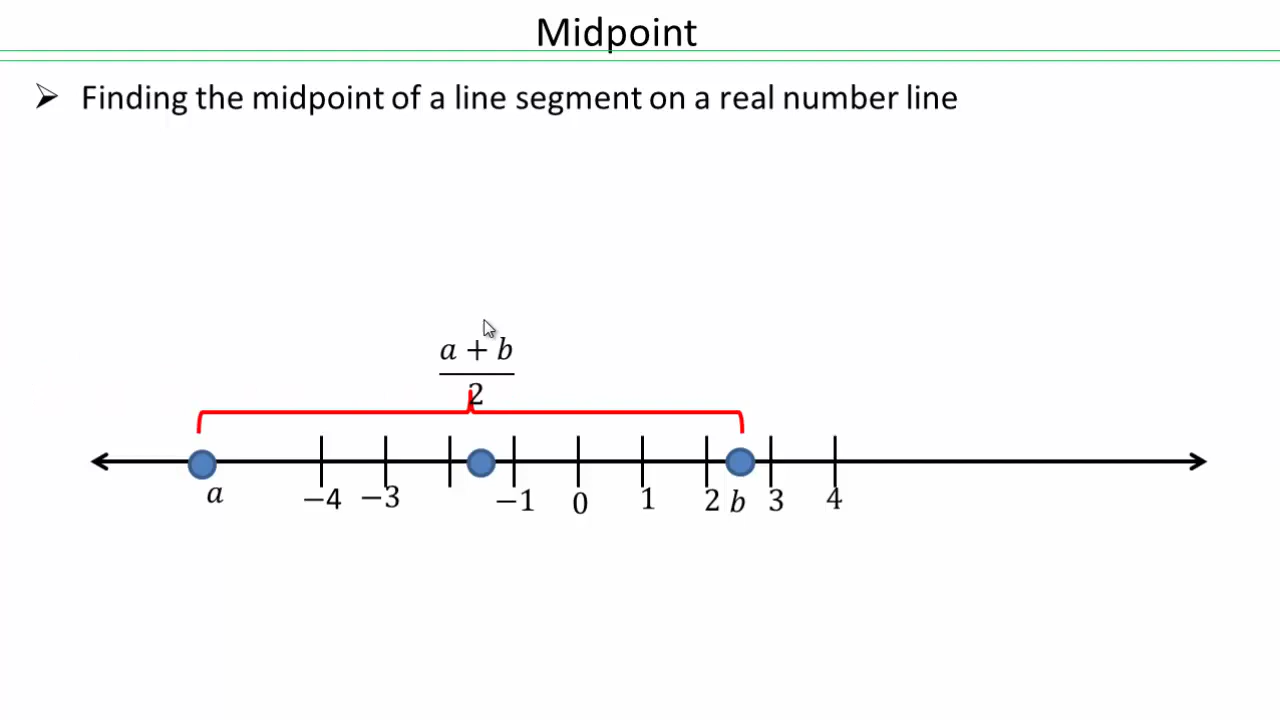 Midpoint
➢ Finding the midpoint of a line segment on a real number line
a + b
2
a −4 −3 −1 0 1 2 b 3 4